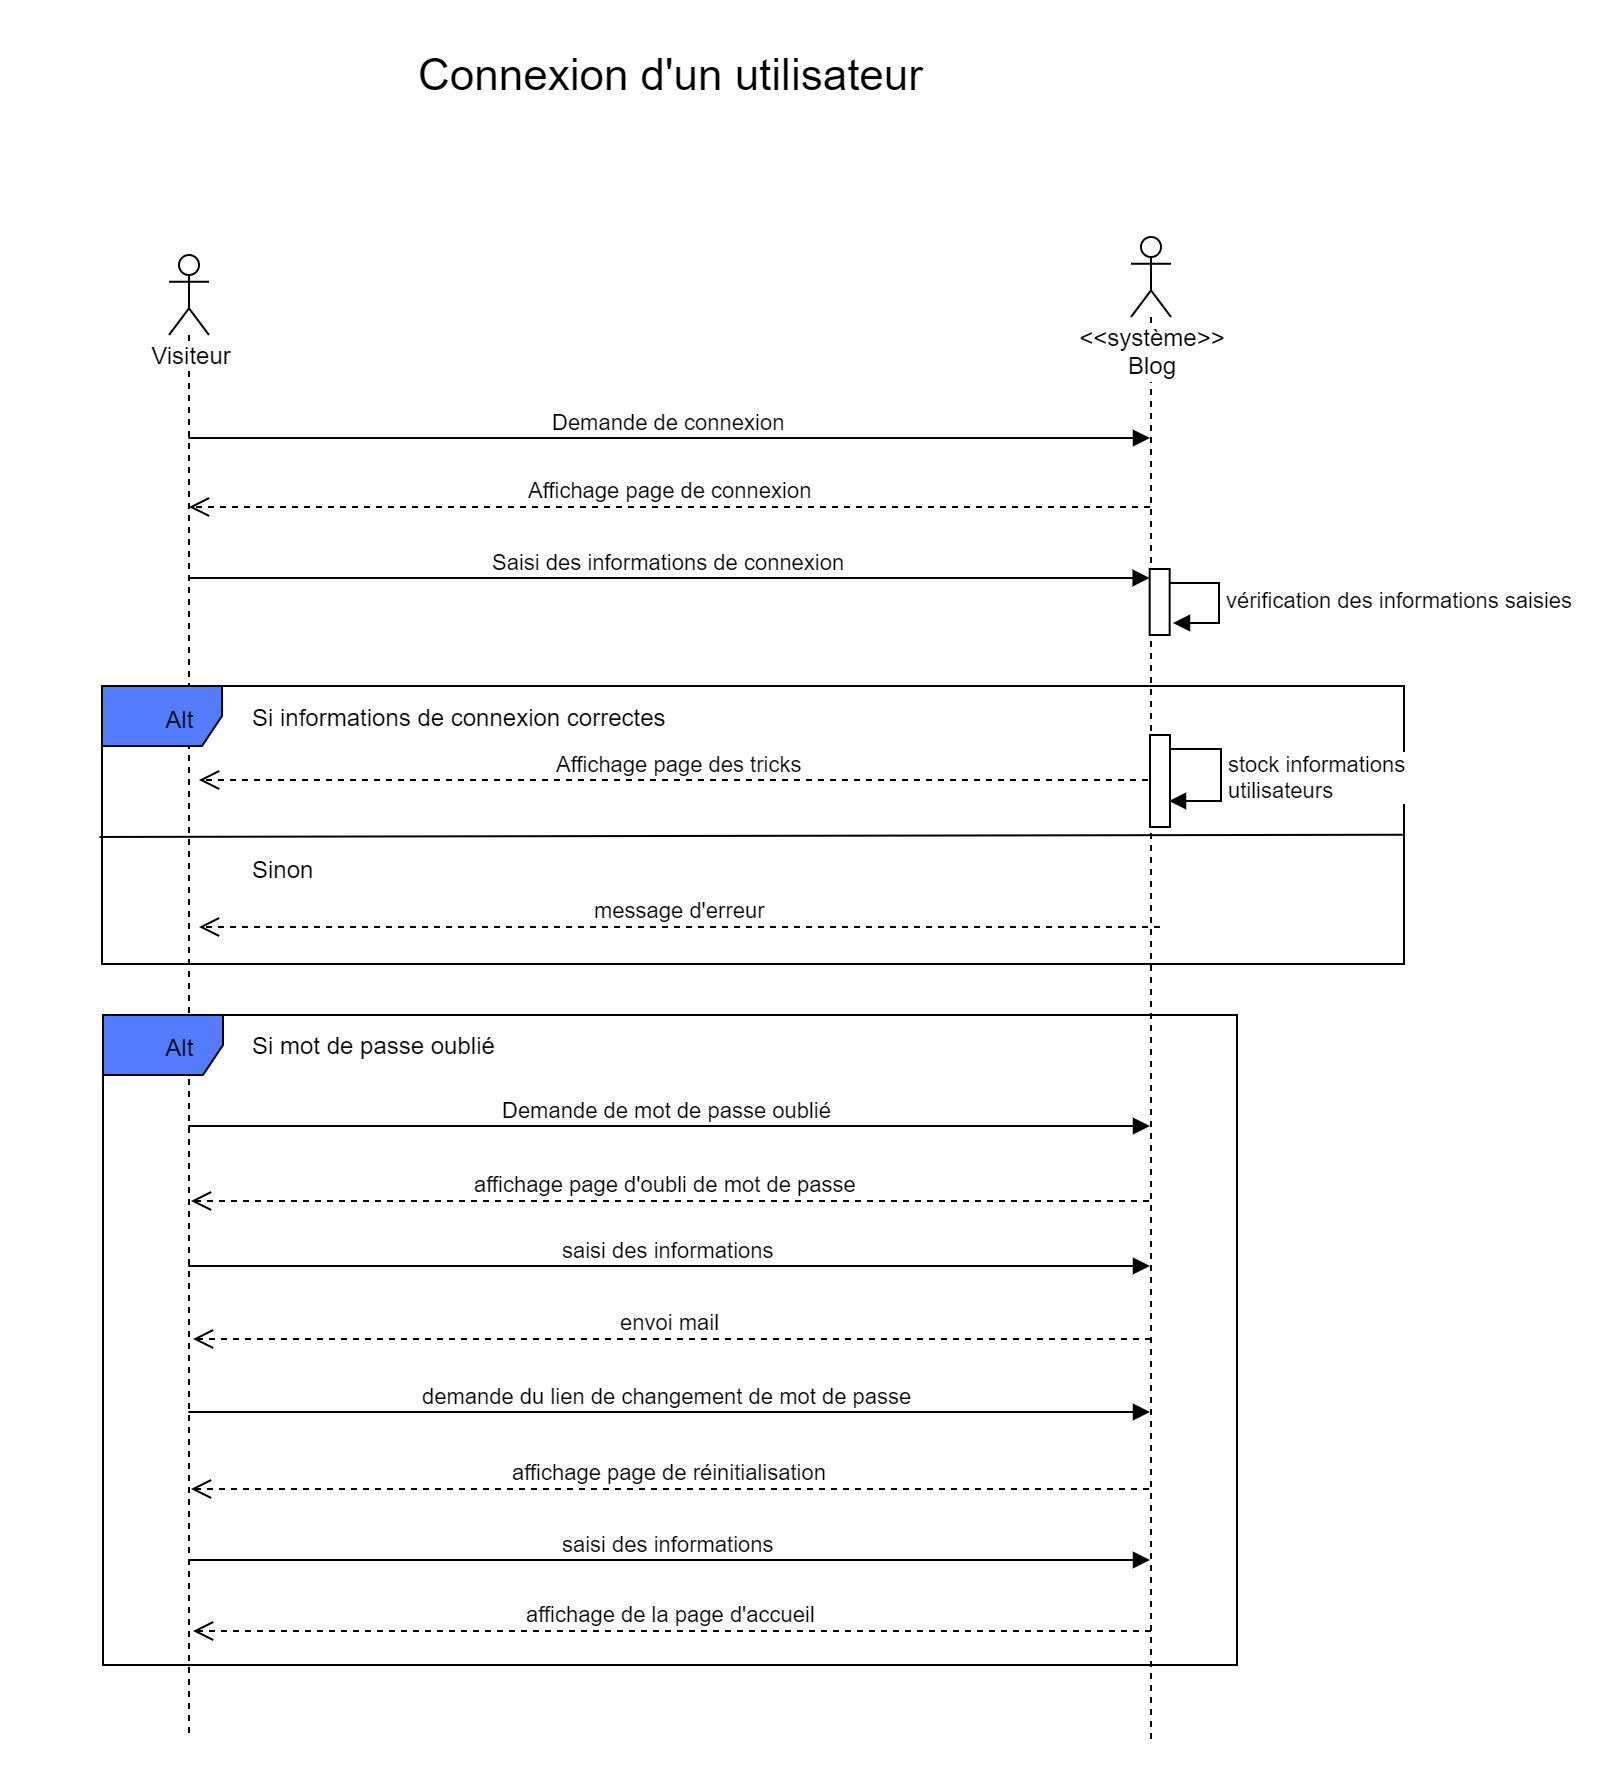 Connexion d'un utilisateur
Visiteur
<<système>>
Blog
Demande de connexion
Affichage page de connexion
Saisi des informations de connexion
vérification des informations saisies
Alt
Si informations de connexion correctes
Affichage page des tricks
stock informations
utilisateurs
Sinon
message d'erreur
Alt
Si mot de passe oublié
Demande de mot de passe oublié
affichage page d'oubli de mot de passe
saisi des informations
envoi mail
demande du lien de changement de mot de passe
affichage page de réinitialisation
saisi des informations
affichage de la page d'accueil